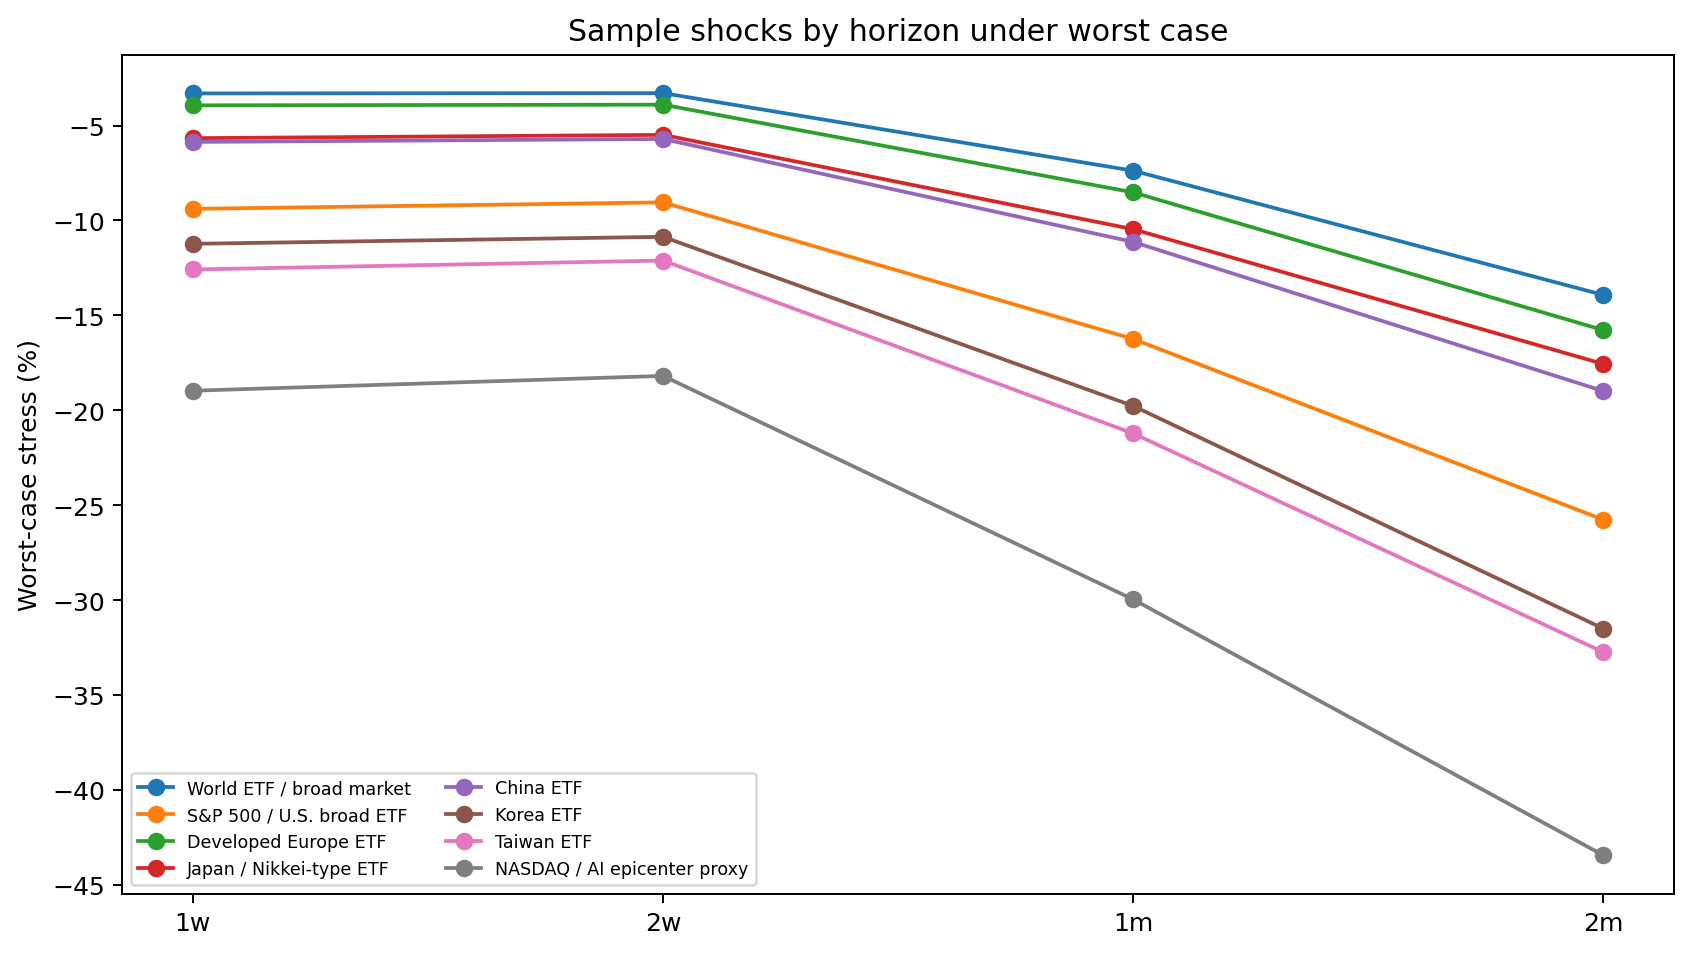 Sample shocks by horizon under worst case
Worst-case stress (%)
−5
−10
−15
−20
−25
−30
−35
−40
−45
World ETF / broad market
S&P 500 / U.S. broad ETF
Developed Europe ETF
Japan / Nikkei-type ETF
China ETF
Korea ETF
Taiwan ETF
NASDAQ / AI epicenter proxy
1w
2w
1m
2m